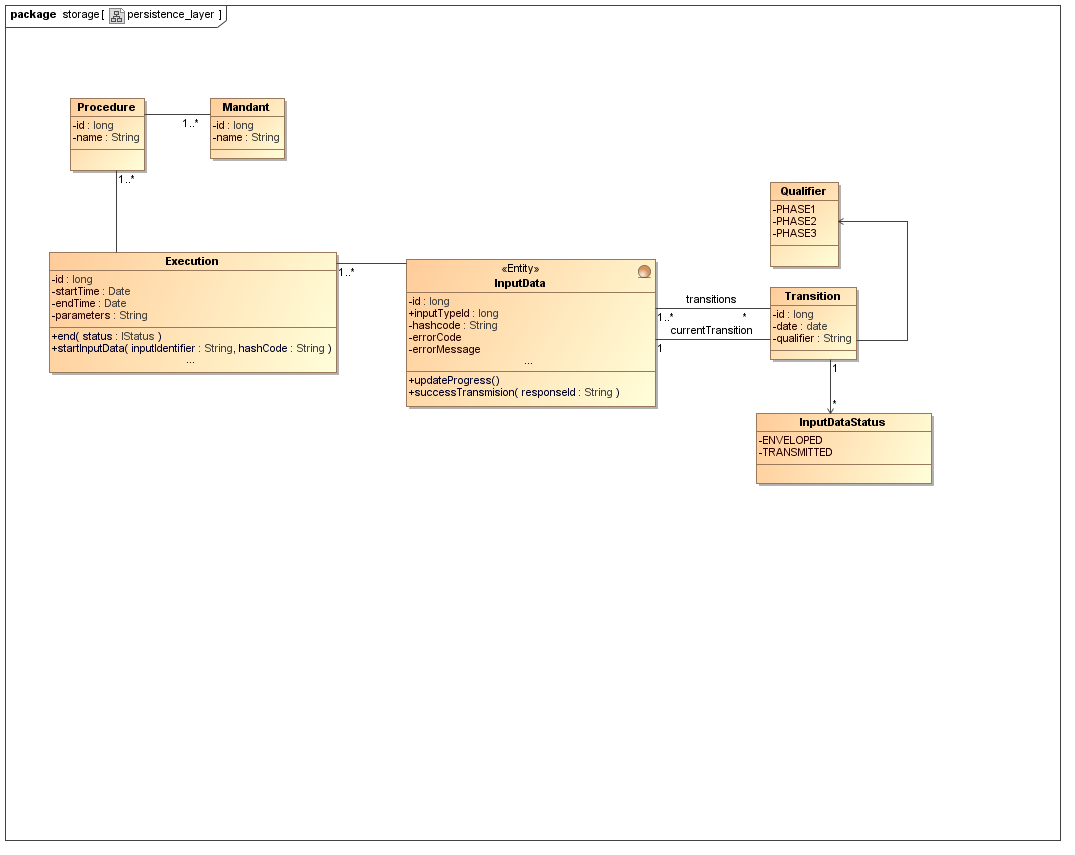 package storage[ persistence_layer ]
Procedure
-id : long
-name : String
1..*
Mandant
-id : long
-name : String
1..*
Execution
-id : long
-startTime : Date
-endTime : Date
-parameters : String
+end( status : IStatus )
+startInputData( inputIdentifier : String, hashCode : String )
...
1..*
«Entity»
InputData
-id : long
+inputTypeId : long
-hashcode : String
-errorCode
-errorMessage
...
+updateProgress()
+successTransmision( responseId : String )
transitions
1..*
*
currentTransition
1
Qualifier
-PHASE1
-PHASE2
-PHASE3
Transition
-id : long
-date : date
-qualifier : String
1
*
InputDataStatus
-ENVELOPED
-TRANSMITTED